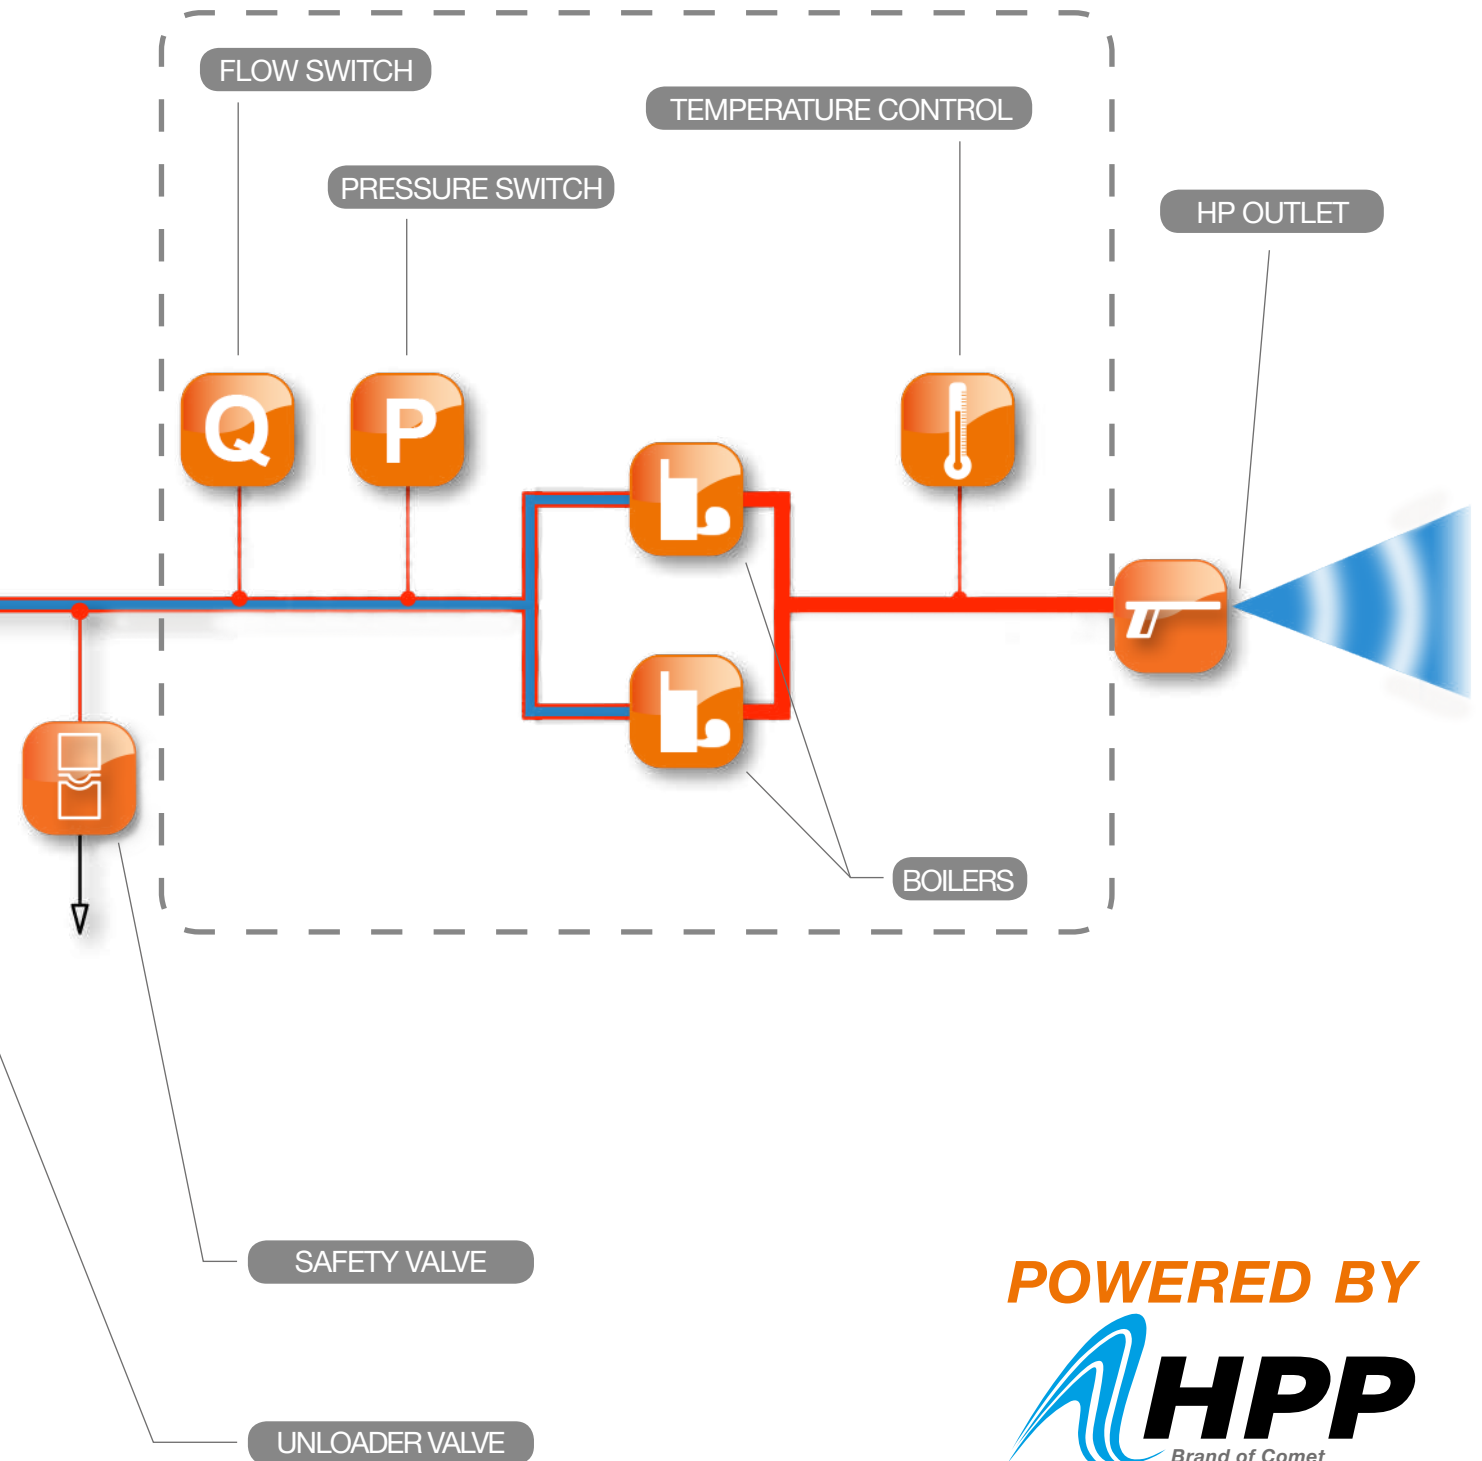 FLOW SWITCH
TEMPERATURE CONTROL
PRESSURE SWITCH
HP OUTLET
Q
P
BOILERS
SAFETY VALVE
UNLOADER VALVE
POWERED BY
HPP
Brand of Comet